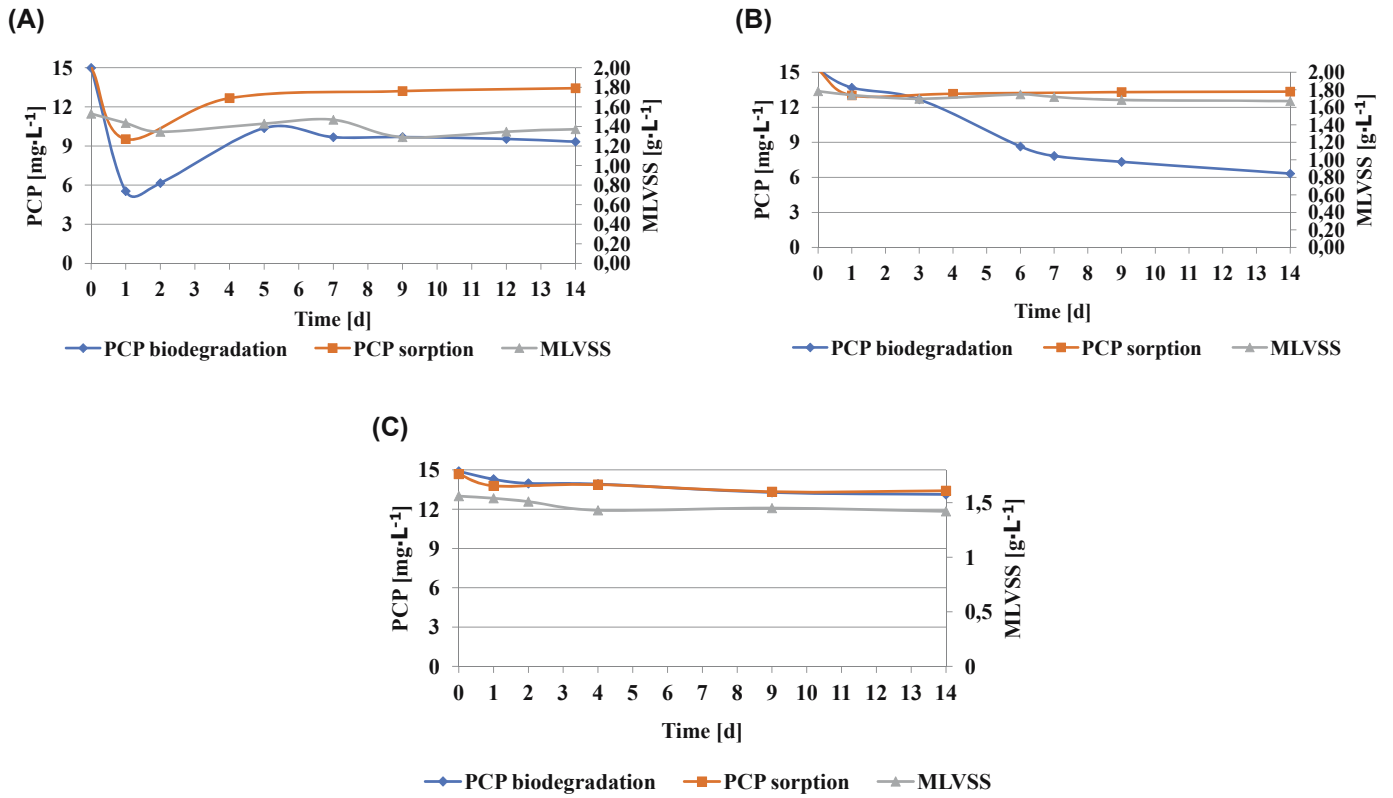 (A)
15
12
9
6
3
0
PCP [mg·L⁻¹]
2,00
1,80
1,60
1,40
1,20
1,00
0,80
0,60
0,40
0,20
0,00
MLVSS [g·L⁻¹]
0 1 2 4 5 7 8 9 10 11 12 13 14
Time [d]
PCP biodegradation PCP sorption MLVSS
(B)
15
12
9
6
3
0
PCP [mg·L⁻¹]
2,00
1,80
1,60
1,40
1,20
1,00
0,80
0,60
0,40
0,20
0,00
MLVSS [g·L⁻¹]
0 1 2 3 4 5 6 7 8 9 10 11 12 13 14
Time [d]
PCP biodegradation PCP sorption MLVSS
(C)
15
12
9
6
3
0
PCP [mg·L⁻¹]
1,5
1
0,5
0
MLVSS [g·L⁻¹]
0 1 2 3 4 5 6 7 8 9 10 11 12 13 14
Time [d]
PCP biodegradation PCP sorption MLVSS